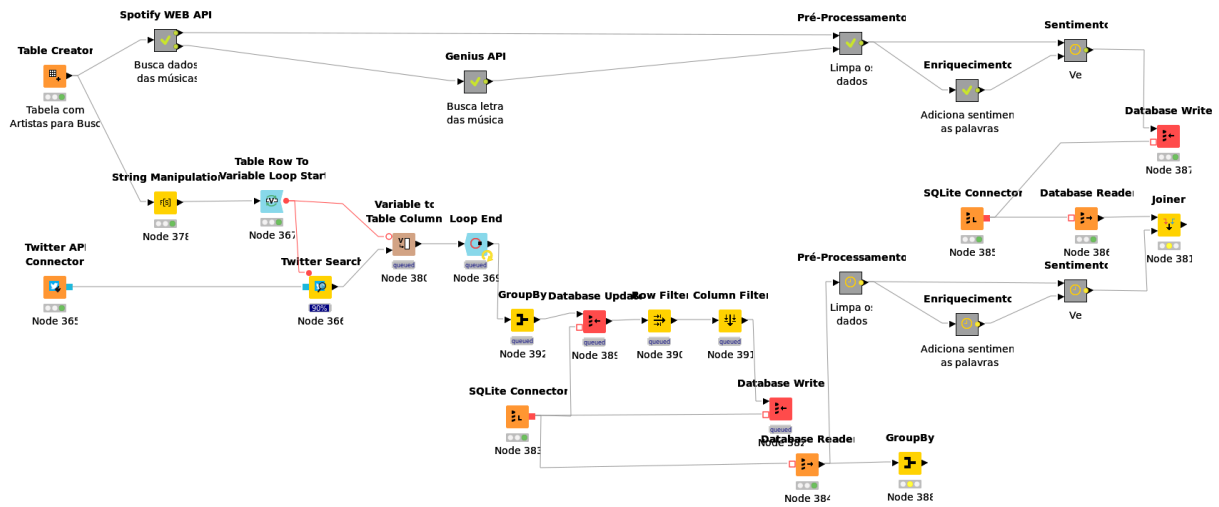 Spotify WEB API
Busca dados
das músicas
Table Creator
Tabela com
Artistas para Busc
Genius API
Busca letra
das música
Pré-Processamento
Limpa os
dados
Enriquecimento
Adiciona sentimen
as palavras
Sentimento
Ve
Database Write
Node 387
String Manipulation
r[s]
Node 378
Table Row To
Variable Loop Start
Node 367
Variable to
Table Column
queued
Node 380
Loop End
queued
Node 369
Twitter API
Connector
Node 365
Twitter Search
90%
Node 366
SQLite Connector
Node 385
Database Reader
Node 386
Joiner
Node 381
Pré-Processamento
Limpa os
dados
Enriquecimento
Adiciona sentimen
as palavras
Sentimento
Ve
GroupBy
queued
Node 392
Database Update
queued
Node 389
Row Filter
queued
Node 390
Column Filter
queued
Node 391
SQLite Connector
Node 383
Database Write
queued
Node 382
Database Reader
Node 384
GroupBy
Node 388